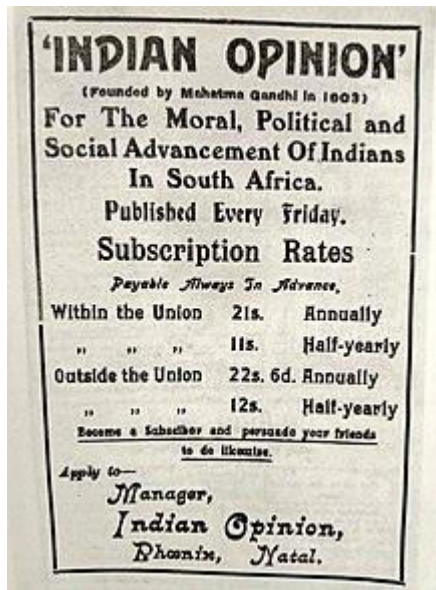 'INDIAN OPINION'
(Founded by Mahatma Gandhi in 1903)
For The Moral, Political and
Social Advancement Of Indians
In South Africa.
Published Every Friday.
Subscription Rates
Payable Always In Advance.
Within the Union 21s. Annually
„ „ „ 11s. Half-yearly
Outside the Union 22s. 6d. Annually
„ „ „ 12s. Half-yearly
Become a Subscriber and persuade your friends
to do likewise.
Apply to—
Manager,
Indian Opinion,
Phœnix, Natal.